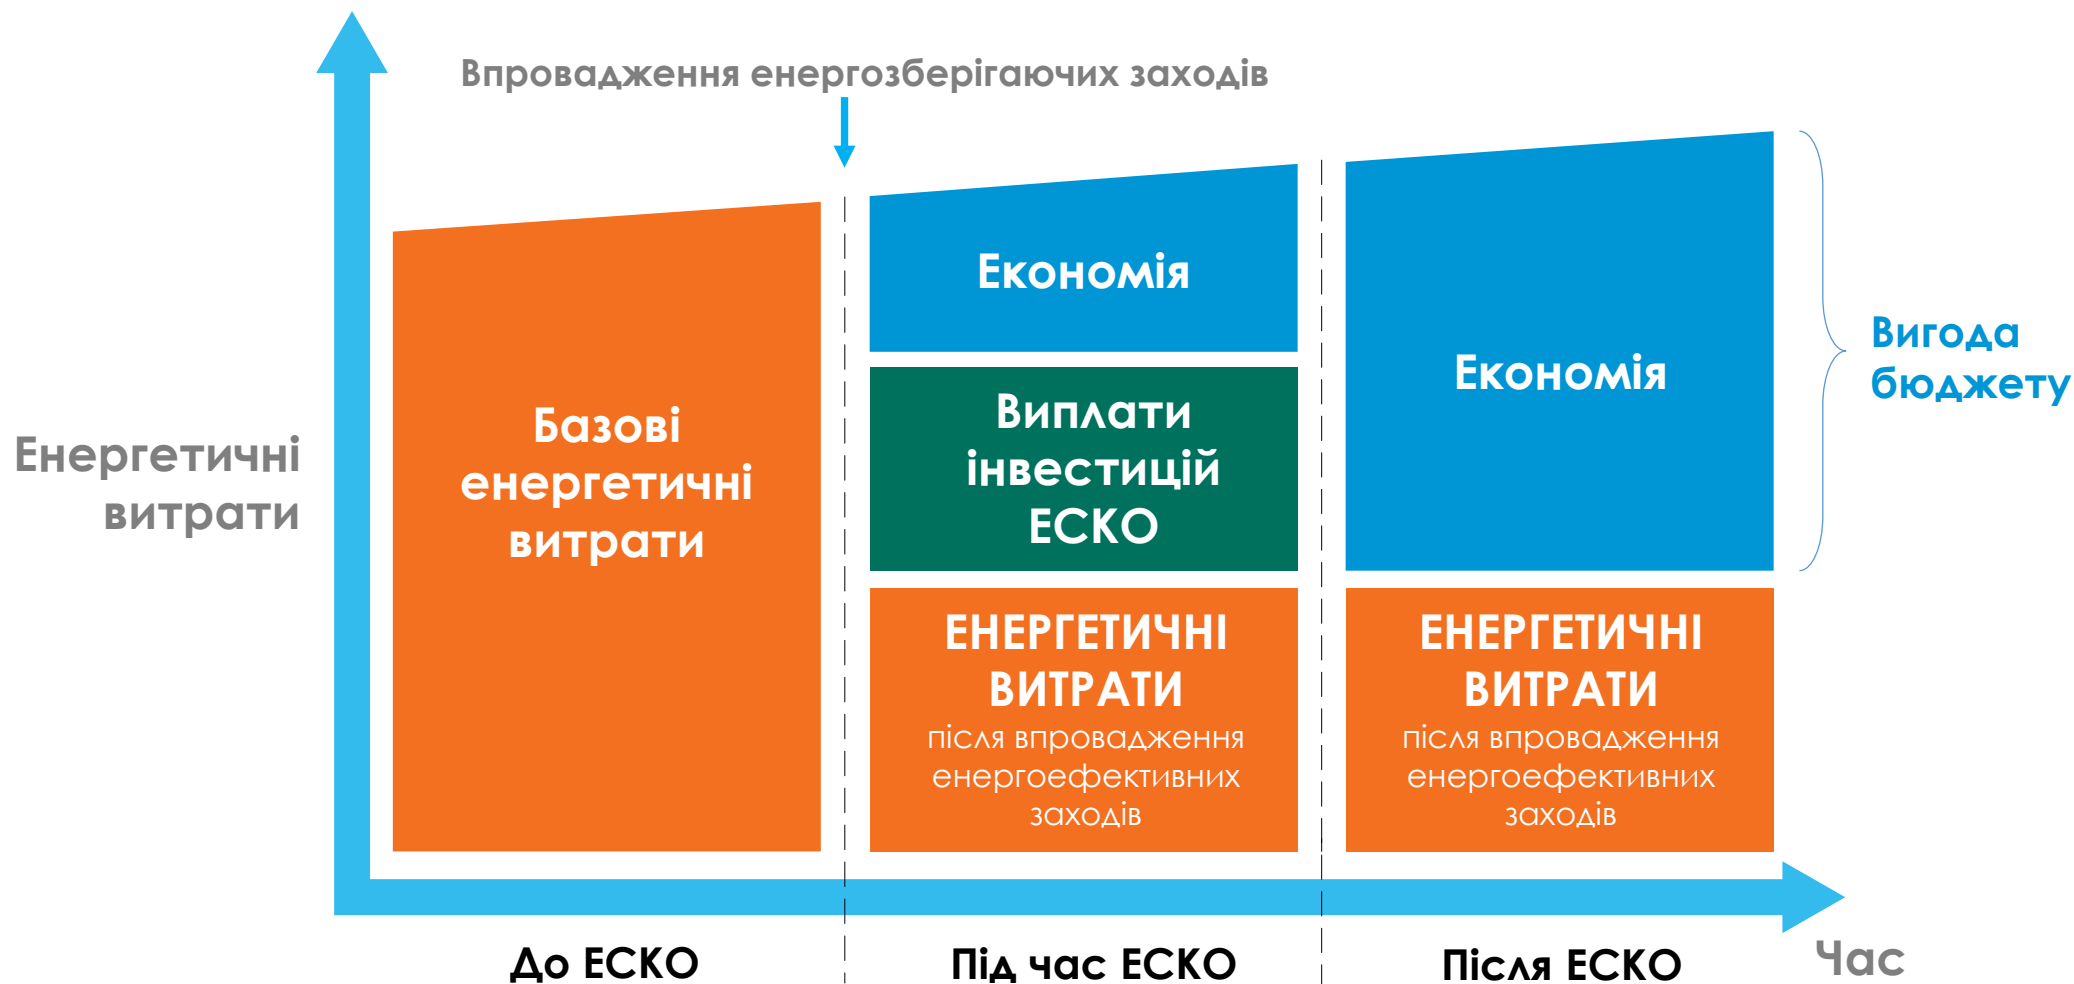 Впровадження енергозберігаючих заходів
Енергетичні
витрати
Базові
енергетичні
витрати
Економія
Виплати
інвестицій
ЕСКО
ЕНЕРГЕТИЧНІ
ВИТРАТИ
після впровадження
енергоефективних
заходів
Економія
ЕНЕРГЕТИЧНІ
ВИТРАТИ
після впровадження
енергоефективних
заходів
Вигода
бюджету
До ЕСКО
Під час ЕСКО
Після ЕСКО
Час